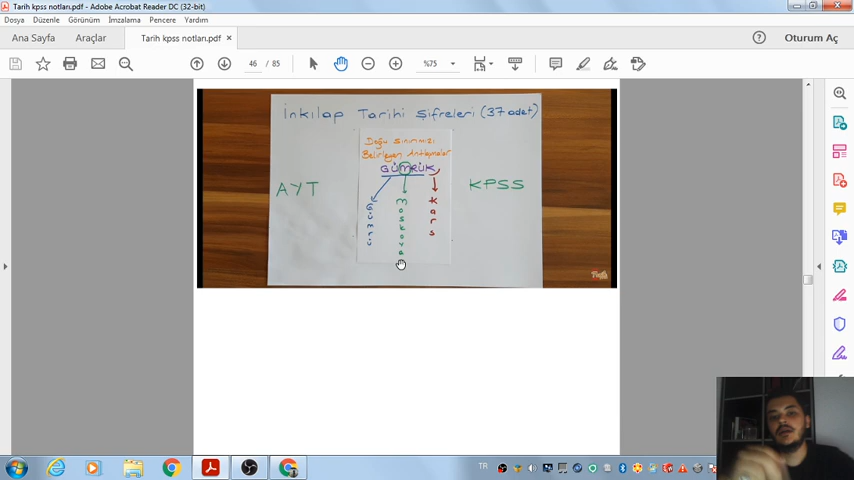 Tarih kpss notları.pdf - Adobe Acrobat Reader DC (32-bit)
Dosya Düzenle Görünüm İmzalama Pencere Yardım
Ana Sayfa Araçlar Tarih kpss notları.pdf × Oturum Aç
46 / 85 %75
İnkılap Tarihi Şifreleri (37 adet)
Doğu Sınırımızı
Belirleyen Antlaşmalar
GÜMRÜK
AYT
KPSS
Gümrü
Moskova
Kars
TR